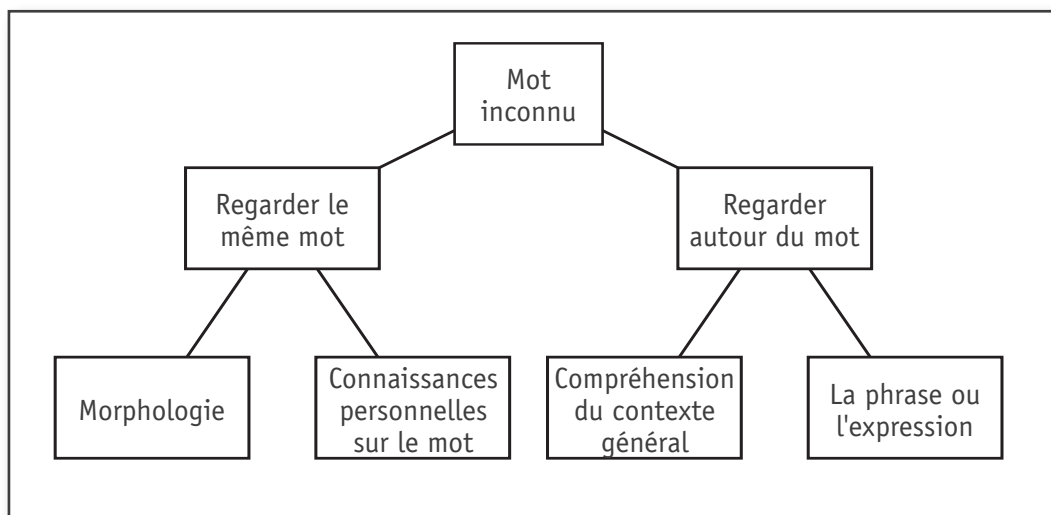 Mot
inconnu
Regarder le
même mot
Regarder
autour du mot
Morphologie
Connaissances
personnelles
sur le mot
Compréhension
du contexte
général
La phrase ou
l'expression